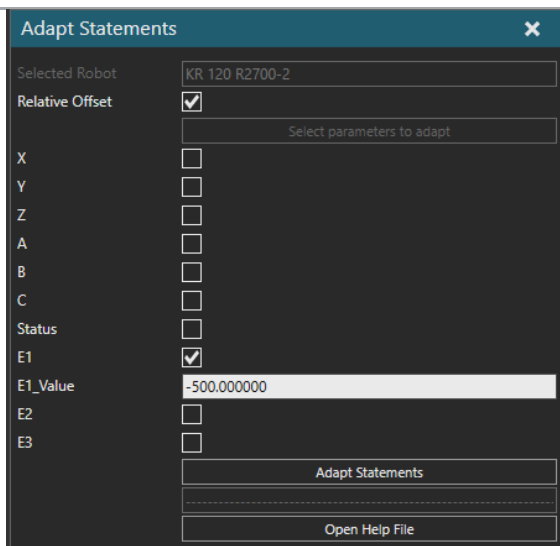 Adapt Statements
Selected Robot KR 120 R2700-2
Relative Offset
Select parameters to adapt
X
Y
Z
A
B
C
Status
E1
E1_Value -500.000000
E2
E3
Adapt Statements
Open Help File